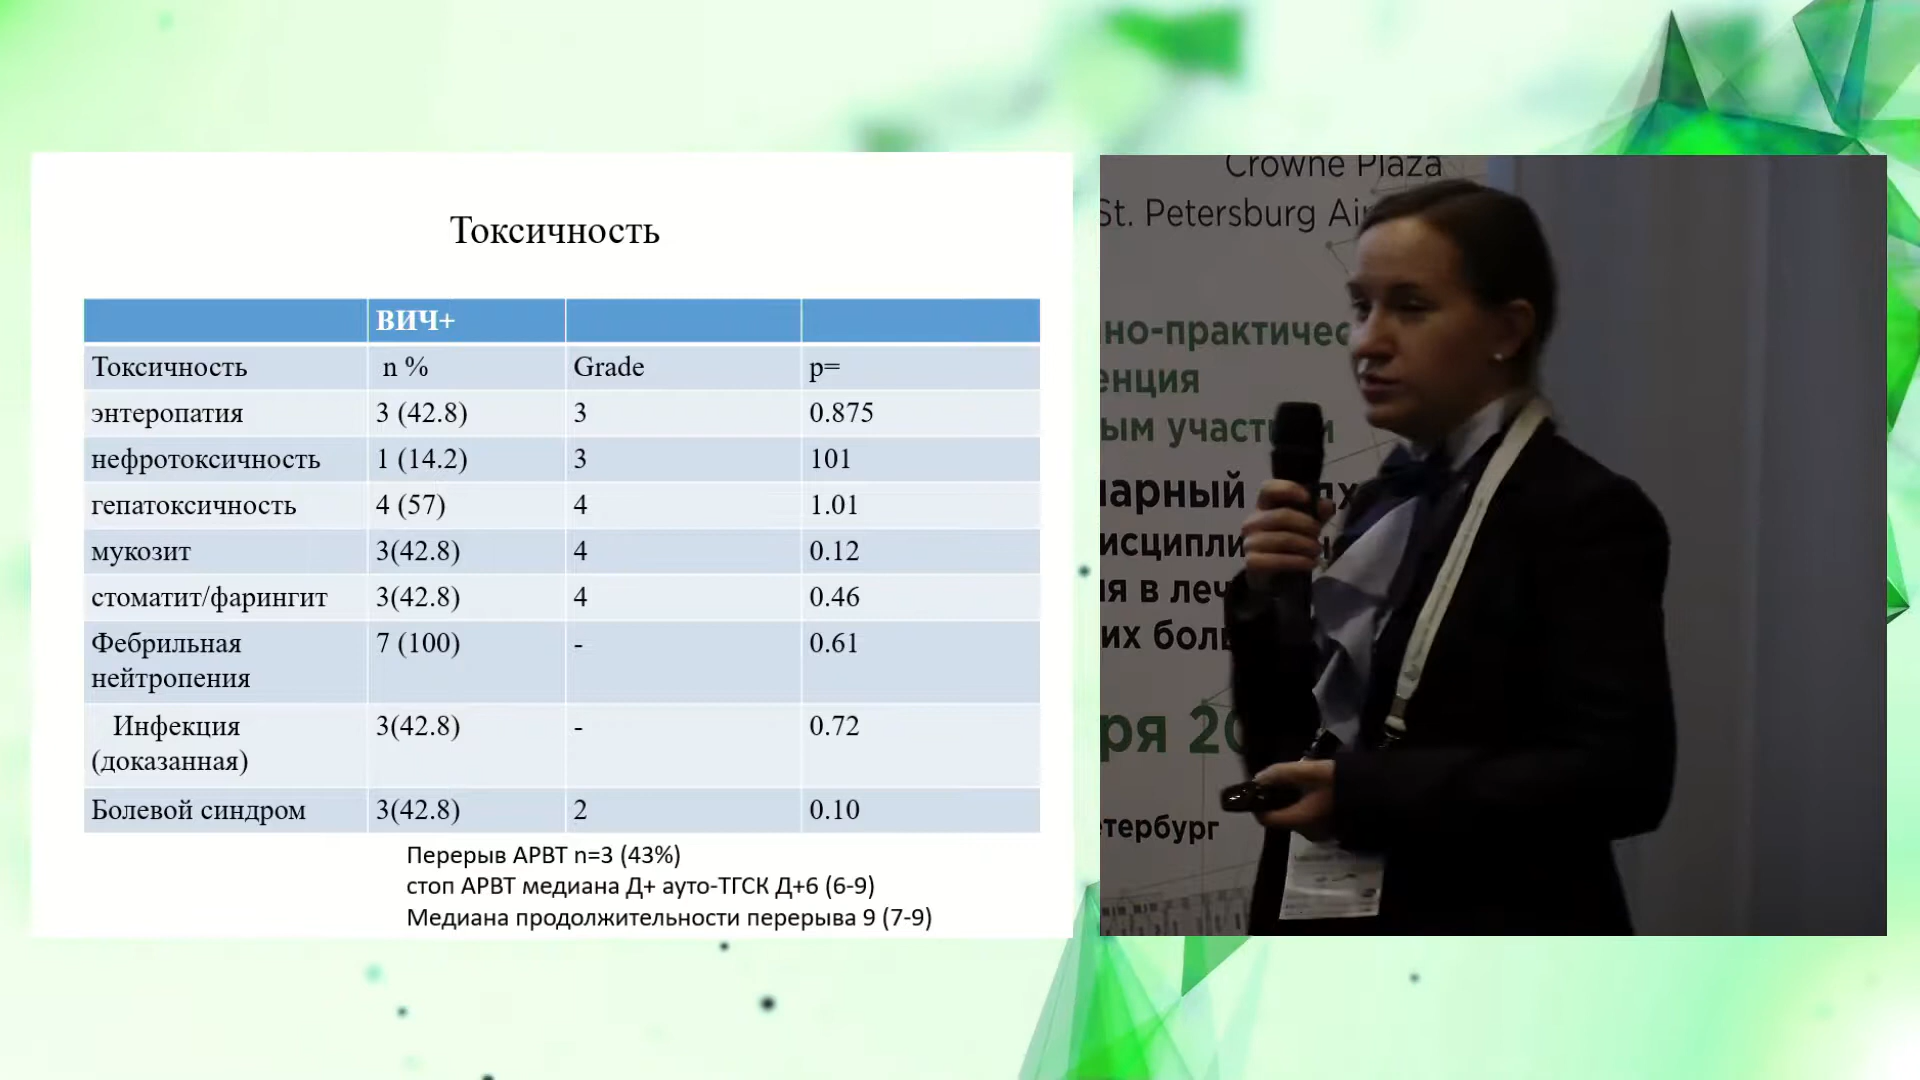 Токсичность
ВИЧ+
Токсичность n % Grade p=
энтеропатия 3 (42.8) 3 0.875
нефротоксичность 1 (14.2) 3 101
гепатоксичность 4 (57) 4 1.01
мукозит 3(42.8) 4 0.12
стоматит/фарингит 3(42.8) 4 0.46
Фебрильная 7 (100) - 0.61
нейтропения
Инфекция 3(42.8) - 0.72
(доказанная)
Болевой синдром 3(42.8) 2 0.10
Перерыв АРВТ n=3 (43%)
стоп АРВТ медиана Д+ ауто-ТГСК Д+6 (6-9)
Медиана продолжительности перерыва 9 (7-9)
Crowne Plaza
St. Petersburg Air
но-практичес
енция
ым участ и
арный
исципли
я в леч
их бол
ря 20
тербург